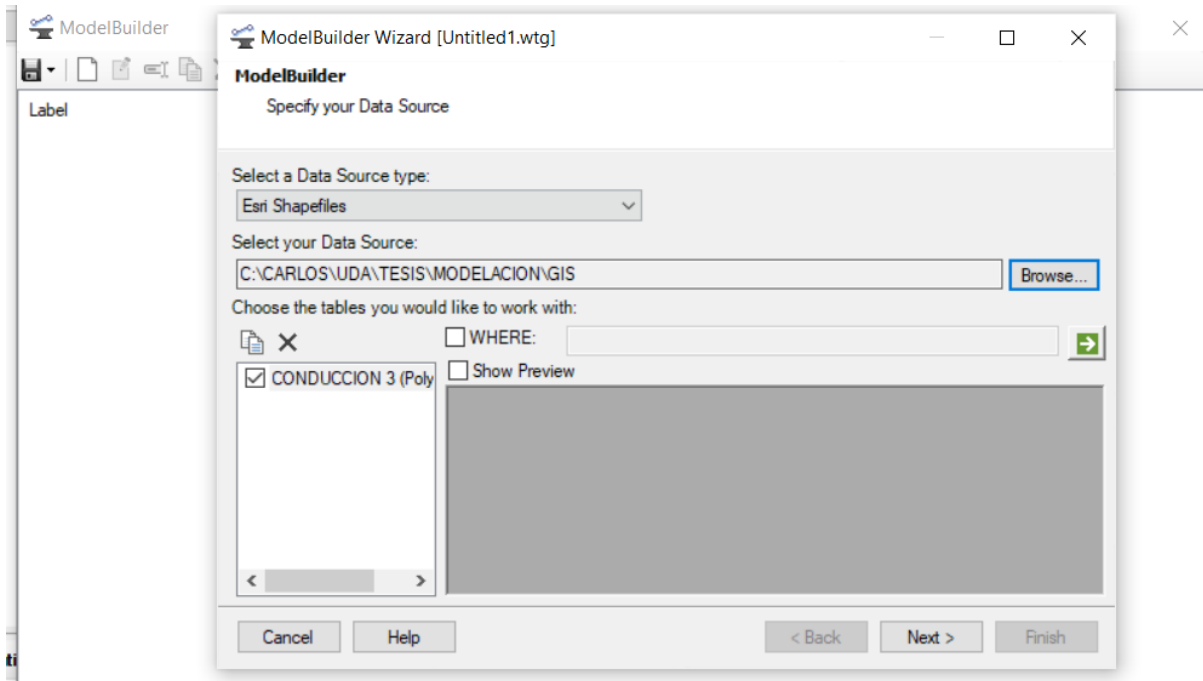 ModelBuilder
ModelBuilder Wizard [Untitled1.wtg]
Label
ModelBuilder
Specify your Data Source
Select a Data Source type:
Esri Shapefiles
Select your Data Source:
C:\CARLOS\UDA\TESIS\MODELACION\GIS
Browse...
Choose the tables you would like to work with:
WHERE:
CONDUCCION 3 (Poly
Show Preview
Cancel
Help
< Back
Next >
Finish